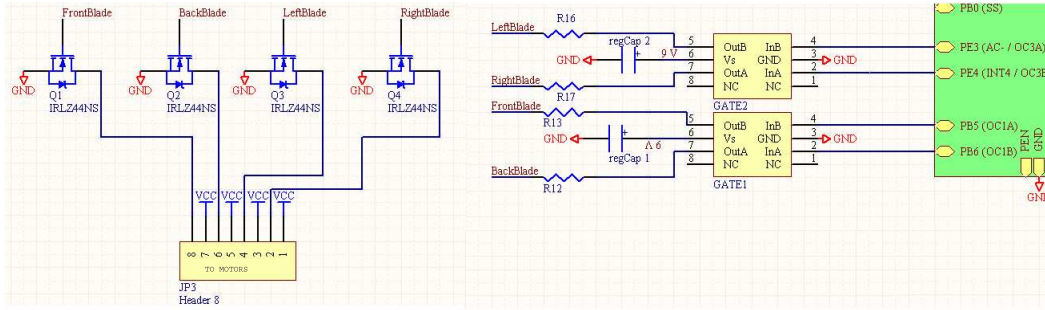 FrontBlade BackBlade LeftBlade RightBlade
GND GND GND GND
Q1 Q2 Q3 Q4
IRLZ44NS IRLZ44NS IRLZ44NS IRLZ44NS
VCC VCC VCC VCC
8 7 6 5 4 3 2 1
TO MOTORS
JP3
Header 8
R16
LeftBlade
regCap 2
GND
+
9 V
5 OutB InB 4
6 Vs GND 3 GND
7 OutA InA 2
8 NC NC 1
GATE2
RightBlade
R17
FrontBlade
R13
GND
+
regCap 1
V 6
5 OutB InB 4
6 Vs GND 3 GND
7 OutA InA 2
8 NC NC 1
GATE1
BackBlade
R12
PB0 (SS)
PE3 (AC- / OC3A)
PE4 (INT4 / OC3B
PB5 (OC1A)
PB6 (OC1B)
PEN
GND
GND